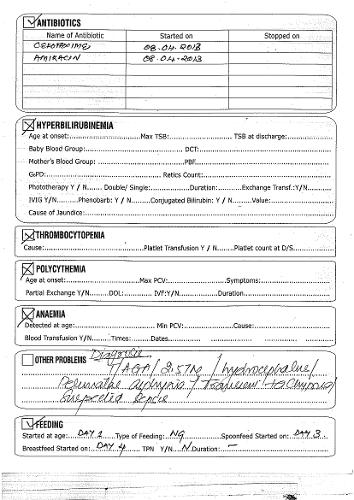 ANTIBIOTICS
Name of Antibiotic Started on Stopped on
CEFOTAXIME 08.04.2013
AMIKACIN 08.04.2013
HYPERBILIRUBINEMIA
Age at onset: Max TSB: TSB at discharge:
Baby Blood Group: DCT:
Mother's Blood Group: PBF
G6PD: Retics Count:
Phototherapy Y / N Double/ Single: Duration: Exchange Transf.:Y/N
IVIG Y/N Phenobarb: Y / N Conjugated Bilirubin: Y / N Value:
Cause of Jaundice:
THROMBOCYTOPENIA
Cause: Platlet Transfusion Y / N Platlet count at D/S
POLYCYTHEMIA
Age at onset: Max PCV: Symptoms:
Partial Exchange Y/N DOL: IVF:Y/N Duration
ANAEMIA
Detected at age: Min PCV: Cause:
Blood Transfusion Y/N Times: Dates
Diagnosis
OTHER PROBLEMS T/AGA/ 2.57kg / hydrocephalus/
Perinatal asphyxia / Transient
Suspected Sepsis
FEEDING
Started at age: DAY 2 Type of Feeding: NG Spoonfeed Started on: DAY 3
Breastfeed Started on: DAY 4 TPN Y/N N Duration: -